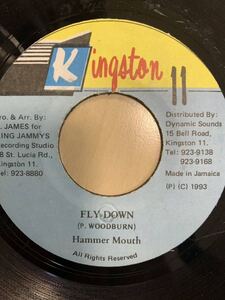 Kingston 11
ro. & Arr. By:
. JAMES for
ING JAMMYS
ecording Studio
8 St. Lucia Rd.,
ingston 11.
el: 923-8880
Distributed By:
Dynamic Sounds
15 Bell Road,
Kingston 11.
Tel: 923-9138
923-9168
Made in Jamaica
(P) (C) 1993
FLY DOWN
(P. WOODBURN)
Hammer Mouth
All Rights Reserved